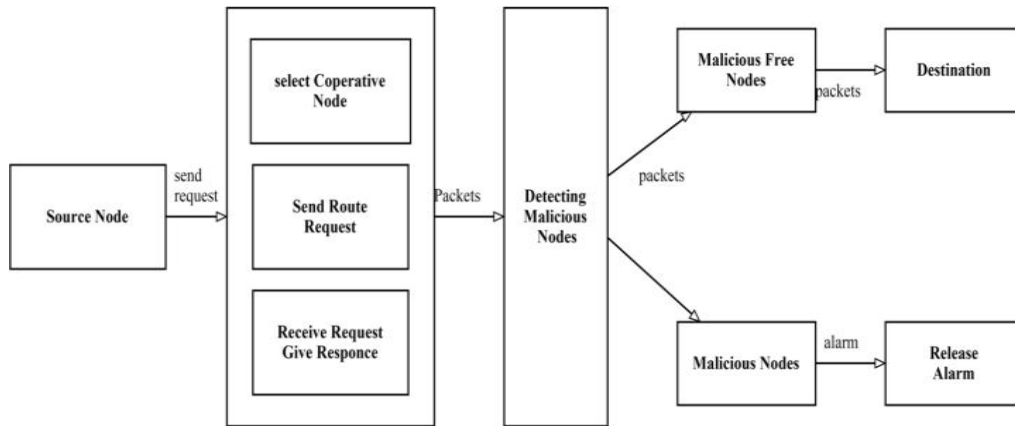 Source Node
send
request
select Coperative
Node
Send Route
Request
Receive Request
Give Responce
Packets
Detecting
Malicious
Nodes
packets
Malicious Free
Nodes
packets
Destination
Malicious Nodes
alarm
Release
Alarm